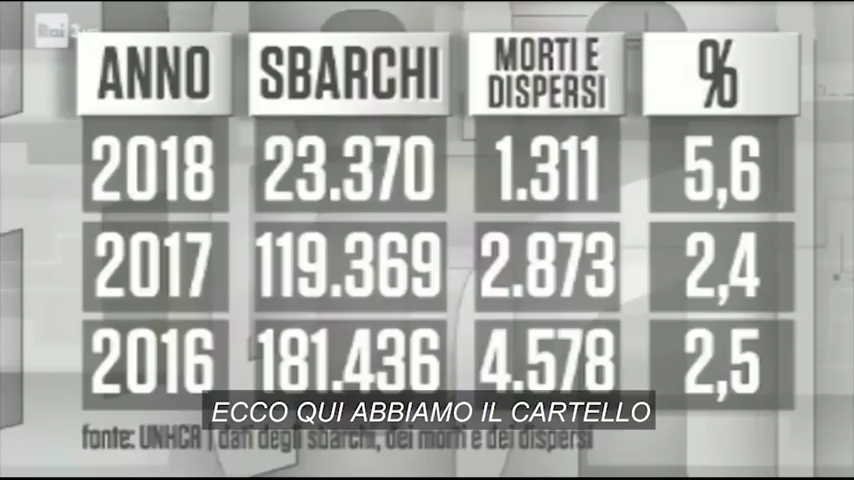 Rai 3
ANNO SBARCHI MORTI E DISPERSI %
2018 23.370 1.311 5,6
2017 119.369 2.873 2,4
2016 181.436 4.578 2,5
ECCO QUI ABBIAMO IL CARTELLO
fonte: UNHCR | dati degli sbarchi, dei morti e dei dispersi